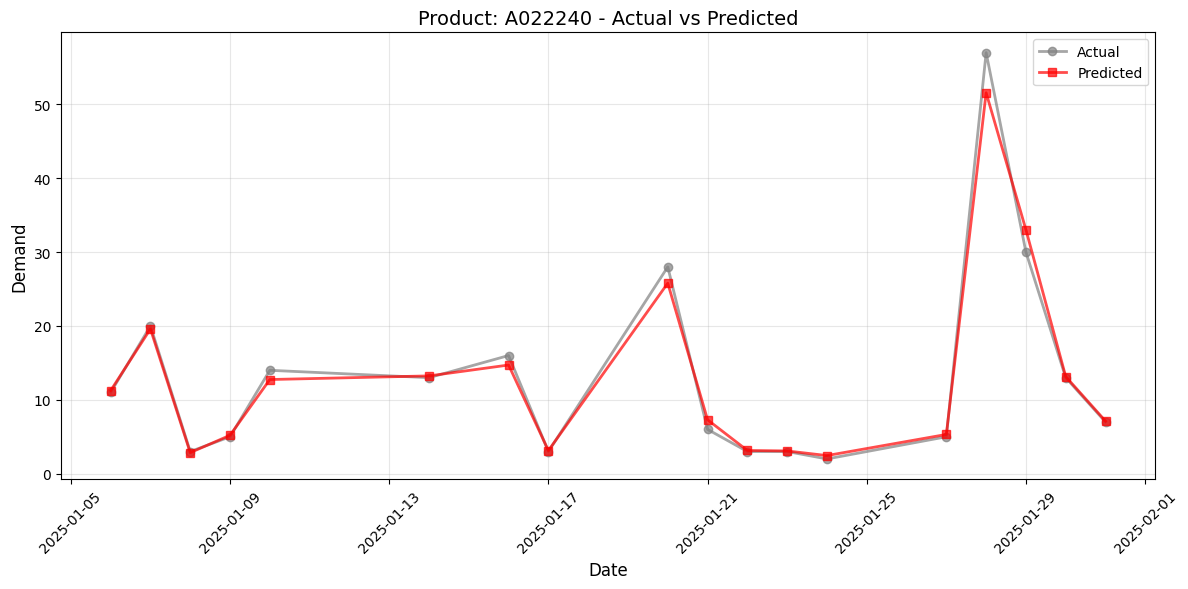 Product: A022240 - Actual vs Predicted
Actual
Predicted
Demand
50
40
30
20
10
0
2025-01-05
2025-01-09
2025-01-13
2025-01-17
2025-01-21
2025-01-25
2025-01-29
2025-02-01
Date